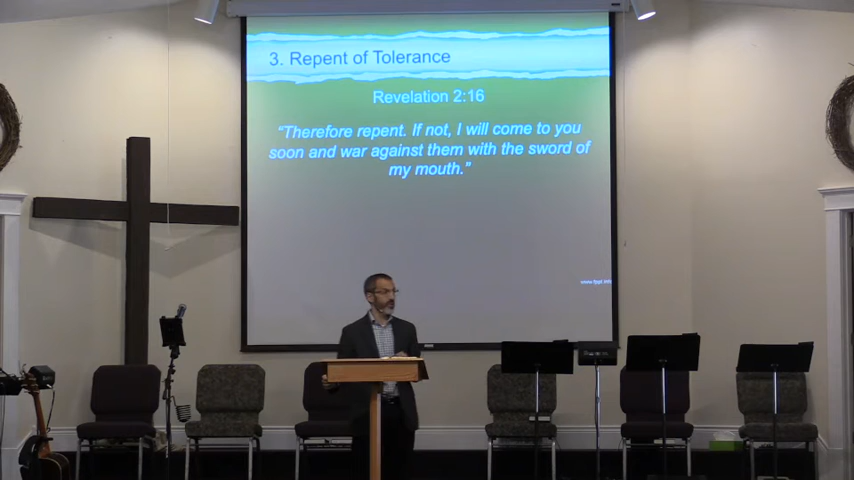 3. Repent of Tolerance
Revelation 2:16
“Therefore repent. If not, I will come to you
soon and war against them with the sword of
my mouth.”